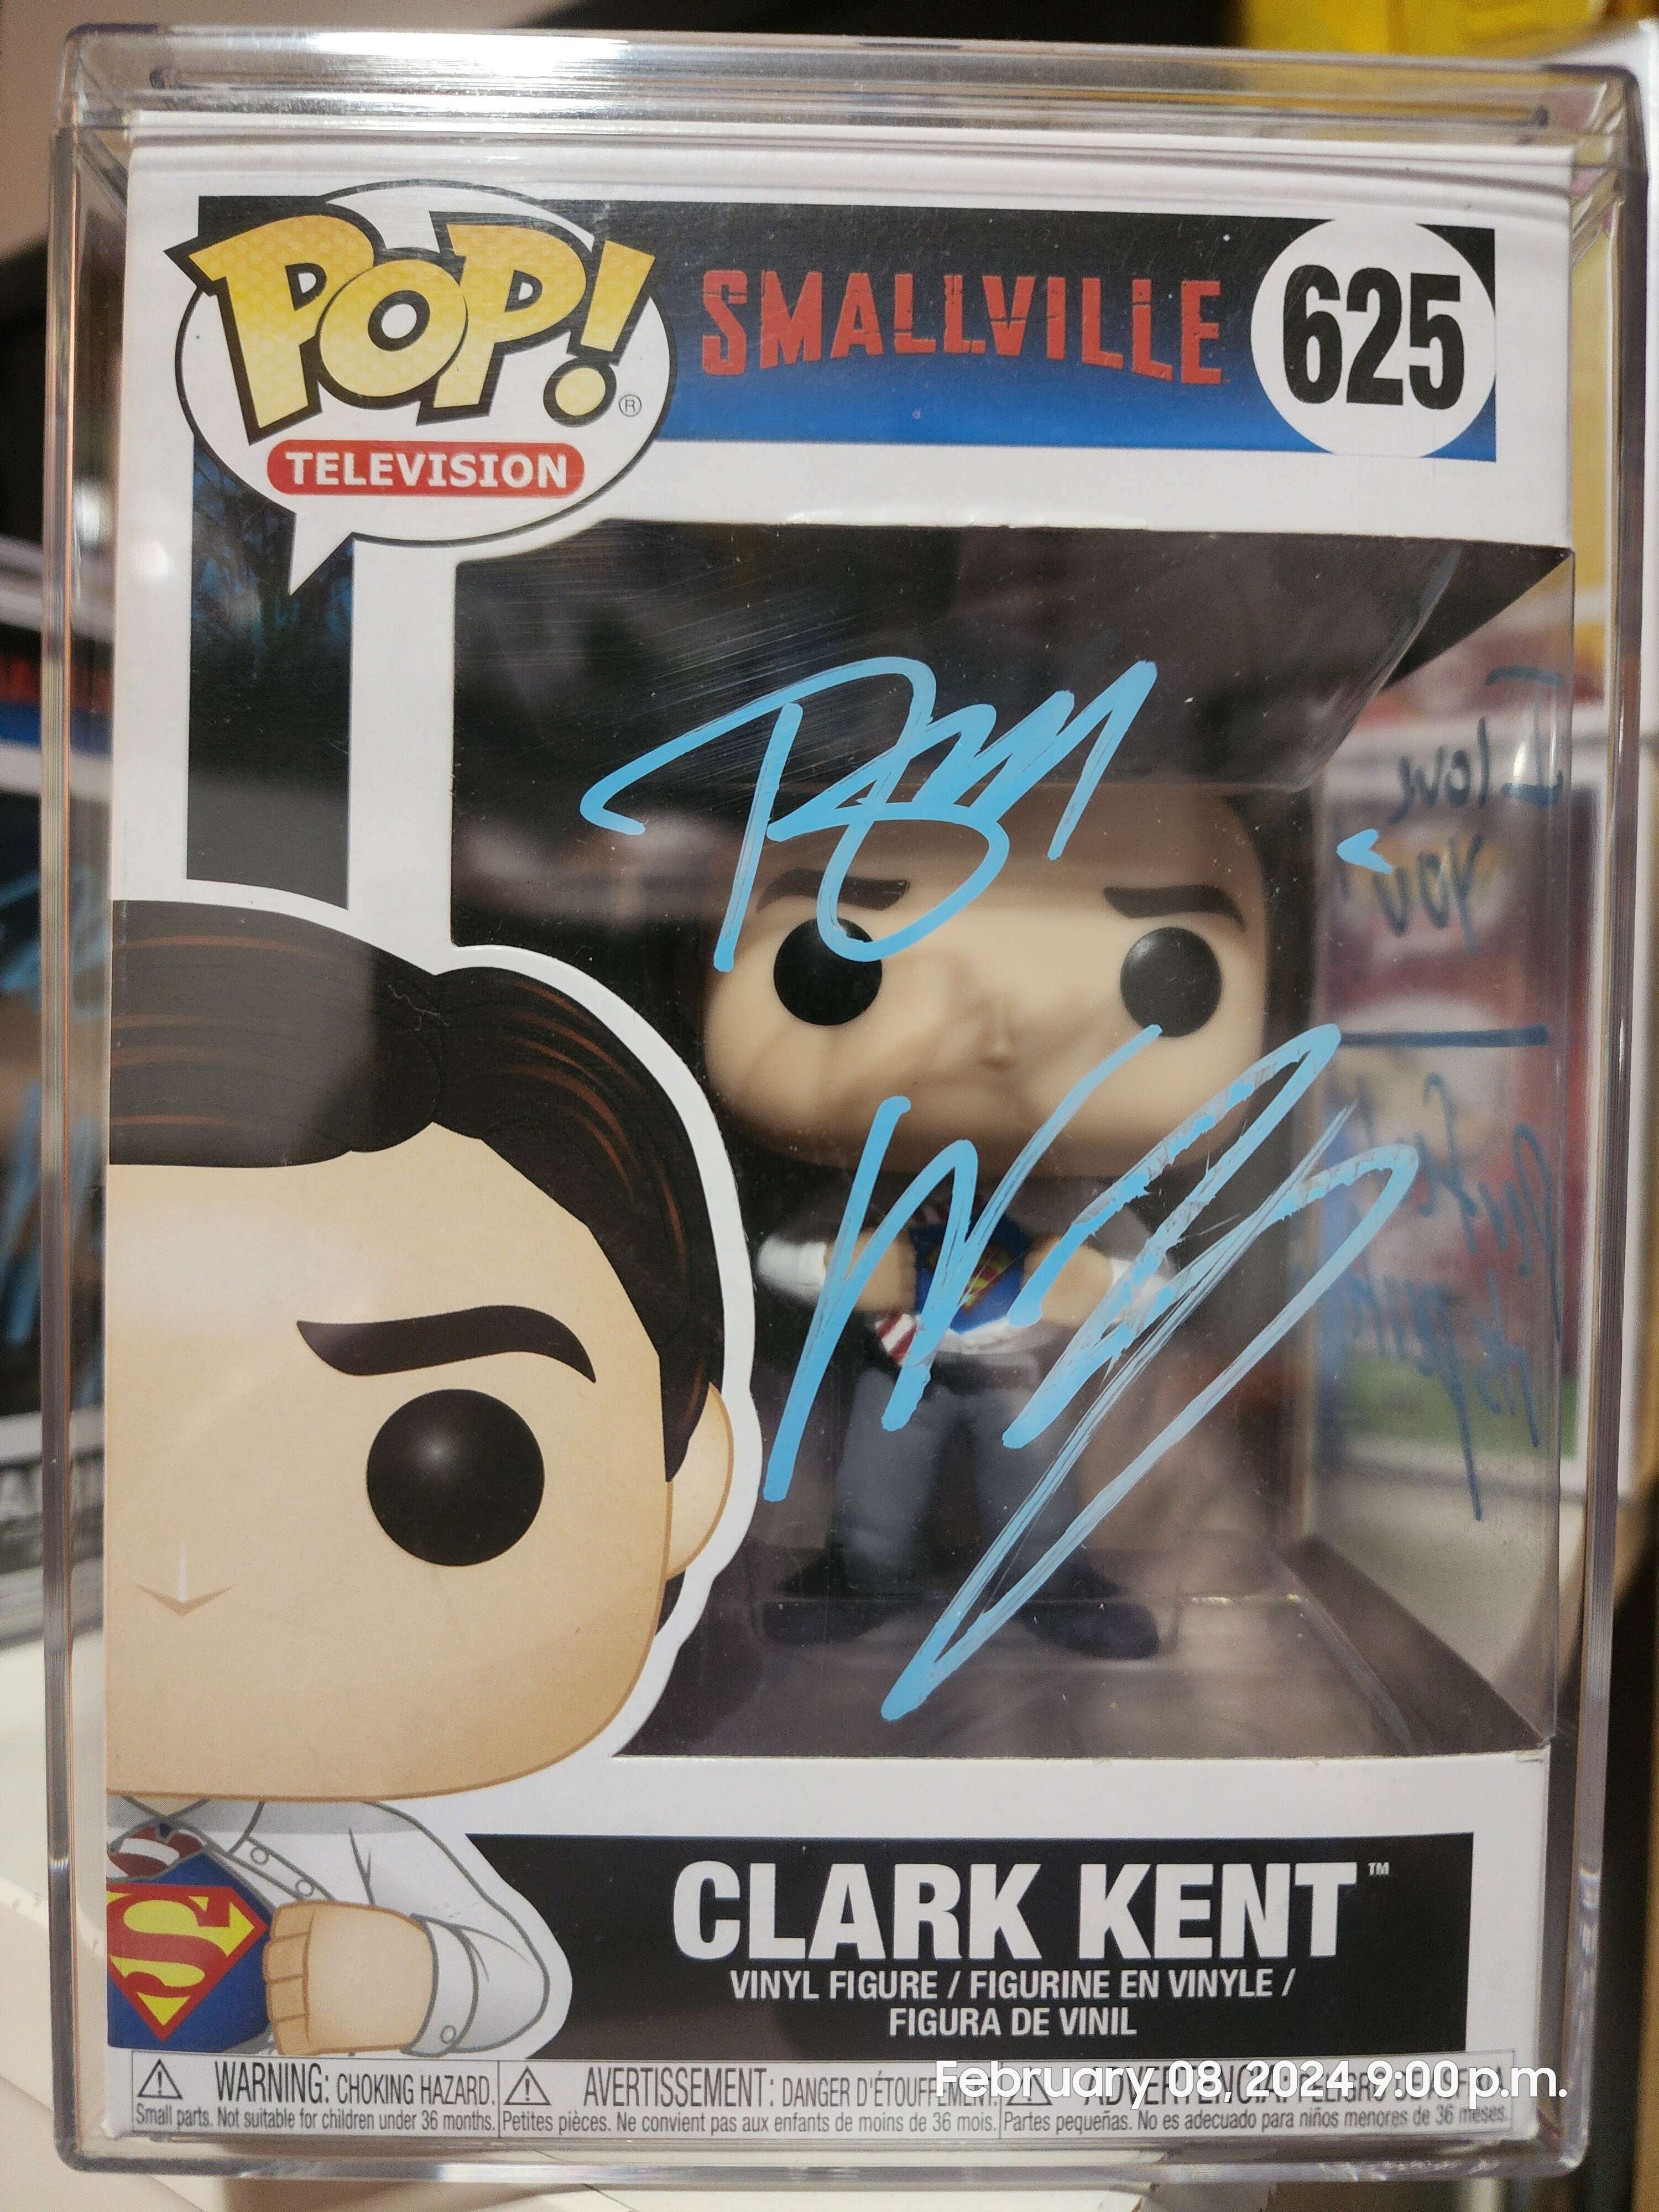 POP!®
TELEVISION
SMALLVILLE
625
I love
you
CLARK KENT™
VINYL FIGURE / FIGURINE EN VINYLE /
FIGURA DE VINIL
WARNING: CHOKING HAZARD.
Small parts. Not suitable for children under 36 months.
AVERTISSEMENT: DANGER D'ÉTOUFFEMENT.
Petites pièces. Ne convient pas aux enfants de moins de 36 mois.
ADVERTENCIA:
Partes pequeñas. No es adecuado para niños menores de 36 meses.
February 08, 2024 9:00 p.m.